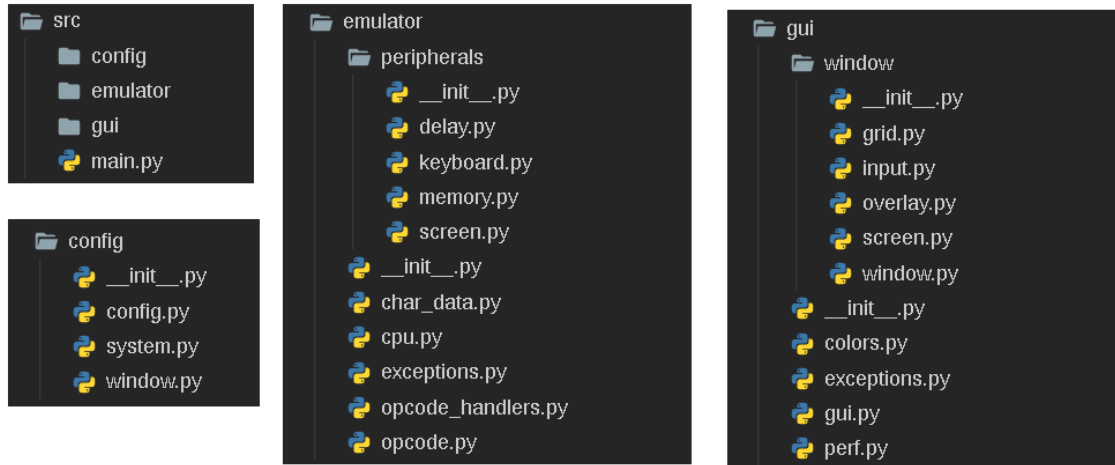 src
config
emulator
gui
main.py
config
__init__.py
config.py
system.py
window.py
emulator
peripherals
__init__.py
delay.py
keyboard.py
memory.py
screen.py
__init__.py
char_data.py
cpu.py
exceptions.py
opcode_handlers.py
opcode.py
gui
window
__init__.py
grid.py
input.py
overlay.py
screen.py
window.py
__init__.py
colors.py
exceptions.py
gui.py
perf.py